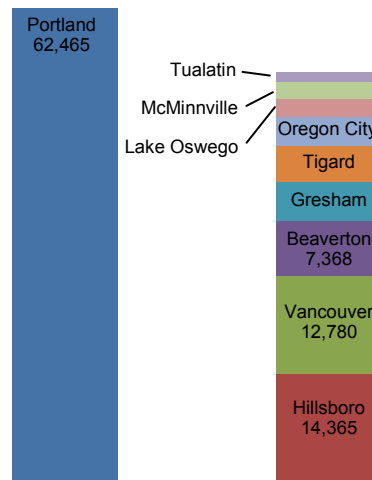 Portland
62,465
Tualatin
McMinnville
Lake Oswego
Oregon City
Tigard
Gresham
Beaverton
7,368
Vancouver
12,780
Hillsboro
14,365